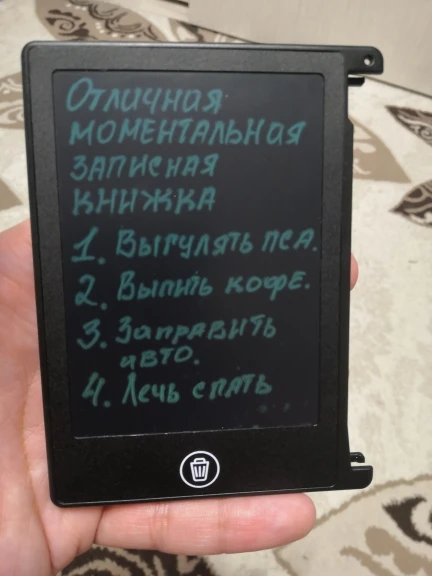 Отличная
моментальная
записная
книжка
1. Выгулять пса.
2. Выпить кофе.
3. Заправить
авто.
4. Лечь спать